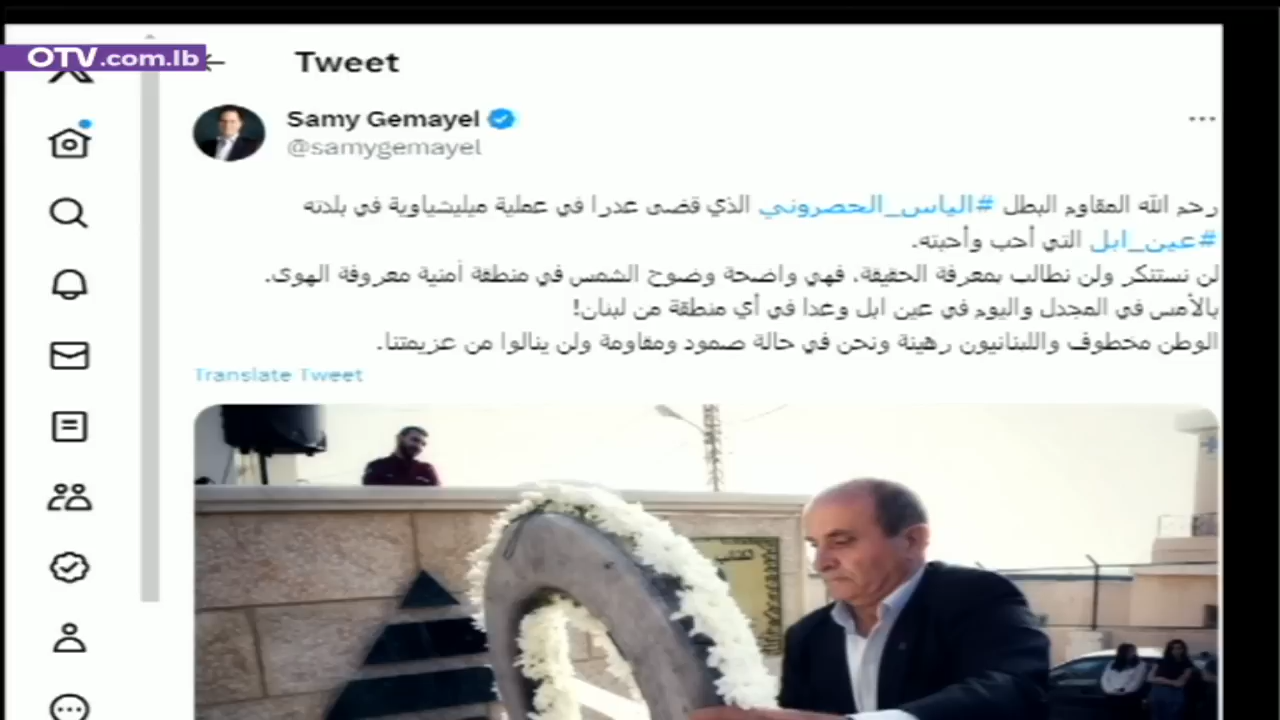 OTV.com.lb
Tweet
Samy Gemayel
@samygemayel
رحم الله المقاوم البطل #الياس_الحصروني الذي قضى غدرا في عملية ميليشياوية في بلدته
#عين_ابل التي أحب وأحبته.
لن نستنكر ولن نطالب بمعرفة الحقيقة، فهي واضحة وضوح الشمس في منطقة أمنية معروفة الهوى.
بالأمس في المجدل واليوم في عين ابل وغدا في أي منطقة من لبنان!
الوطن مخطوف واللبنانيون رهينة ونحن في حالة صمود ومقاومة ولن ينالوا من عزيمتنا.
Translate Tweet